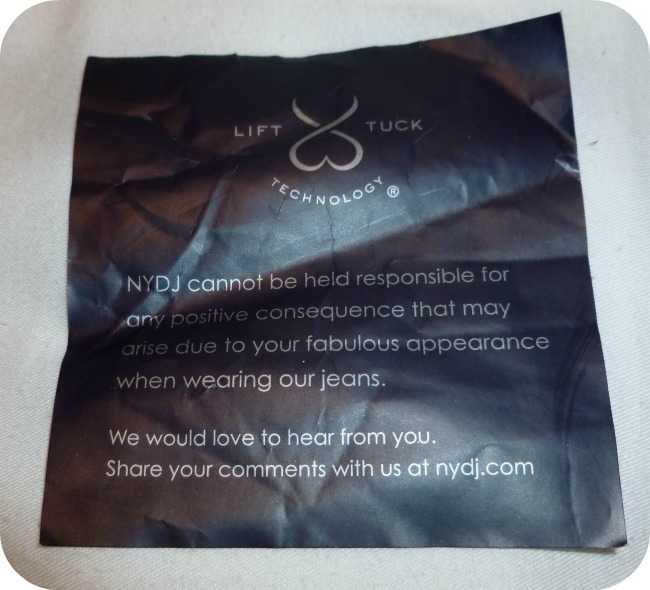 LIFT TUCK
TECHNOLOGY®
NYDJ cannot be held responsible for
any positive consequence that may
arise due to your fabulous appearance
when wearing our jeans.
We would love to hear from you.
Share your comments with us at nydj.com